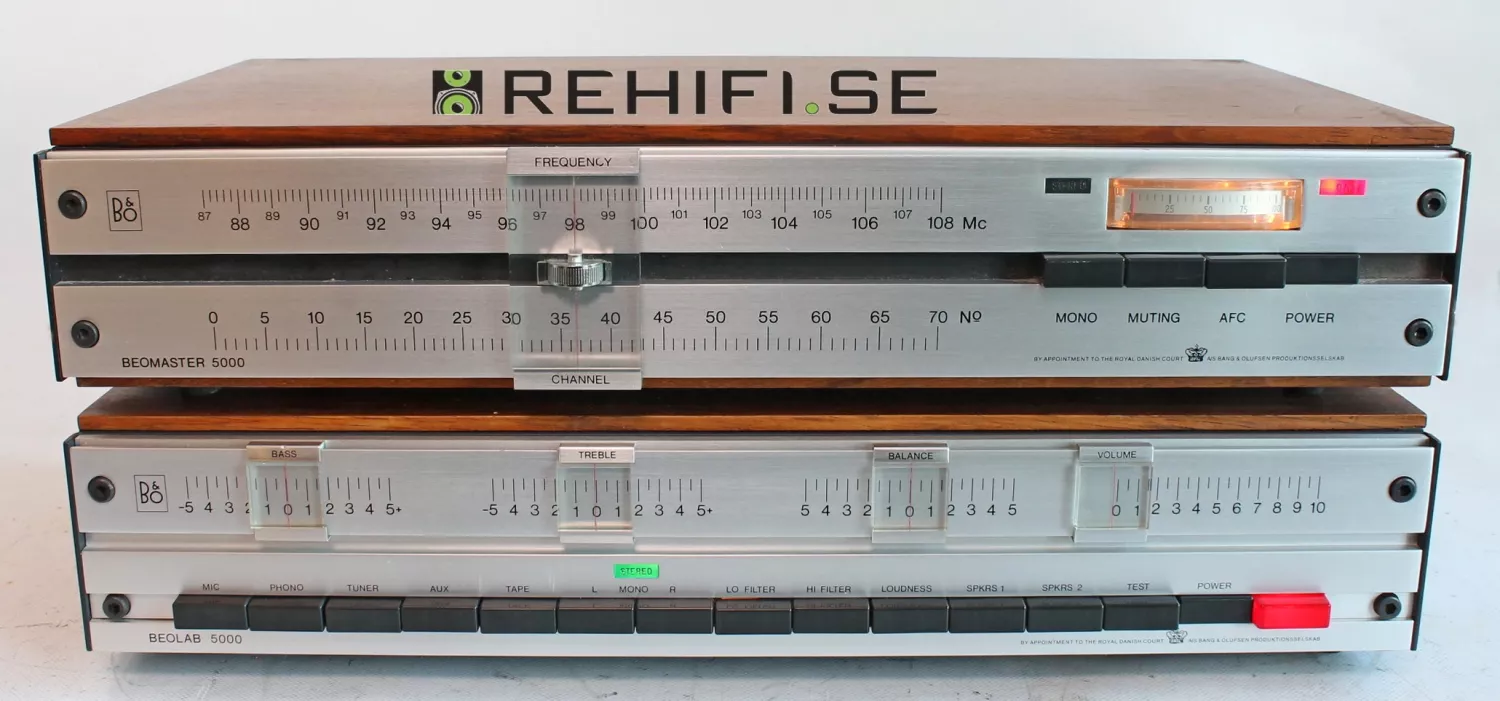 REHIFI.SE
FREQUENCY
B&O
87 88 89 90 91 92 93 94 95 96 97 98 99 100 101 102 103 104 105 106 107 108 Mc
STEREO
25 50 75
0 5 10 15 20 25 30 35 40 45 50 55 60 65 70 Nº
MONO MUTING AFC POWER
BEOMASTER 5000
CHANNEL
BY APPOINTMENT TO THE ROYAL DANISH COURT A/S BANG & OLUFSEN PRODUKTIONSSELSKAB
BASS TREBLE BALANCE VOLUME
B&O
-5 4 3 2 1 0 1 2 3 4 5+ -5 4 3 2 1 0 1 2 3 4 5+ 5 4 3 2 1 0 1 2 3 4 5 0 1 2 3 4 5 6 7 8 9 10
STEREO
MIC PHONO TUNER AUX TAPE L MONO R LO FILTER HI FILTER LOUDNESS SPKRS 1 SPKRS 2 TEST POWER
BEOLAB 5000
BY APPOINTMENT TO THE ROYAL DANISH COURT A/S BANG & OLUFSEN PRODUKTIONSSELSKAB